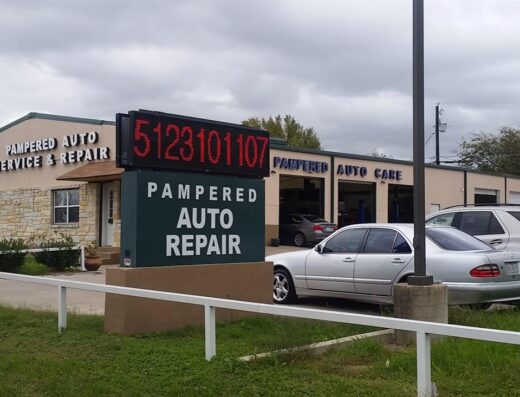 PAMPERED AUTO
SERVICE & REPAIR
5123101107
PAMPERED
AUTO
REPAIR
PAMPERED AUTO CARE